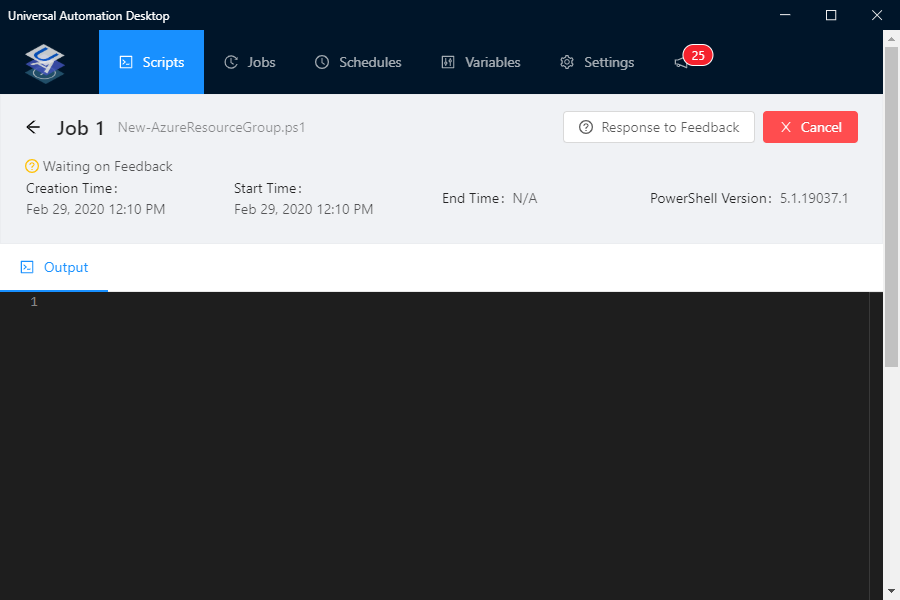 Universal Automation Desktop
Scripts Jobs Schedules Variables Settings 25
Job 1 New-AzureResourceGroup.ps1 Response to Feedback Cancel
Waiting on Feedback
Creation Time: Start Time:
End Time: N/A PowerShell Version: 5.1.19037.1
Feb 29, 2020 12:10 PM Feb 29, 2020 12:10 PM
Output
1